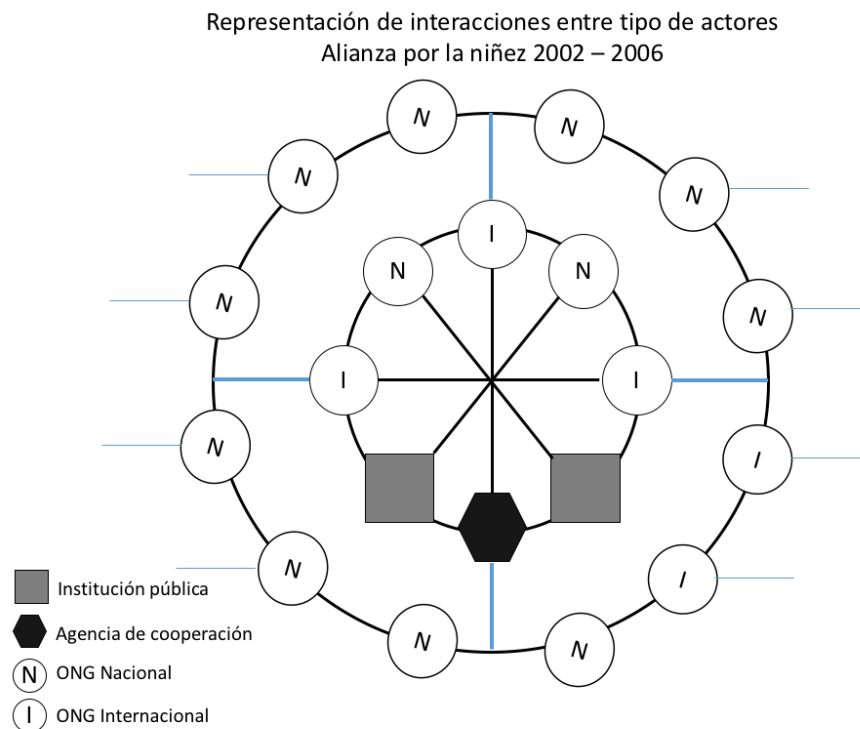 Representación de interacciones entre tipo de actores
Alianza por la niñez 2002 – 2006
N
N
N
N
I
N
N
N
N
I
I
N
I
N
I
N
N
Institución pública
Agencia de cooperación
N ONG Nacional
I ONG Internacional